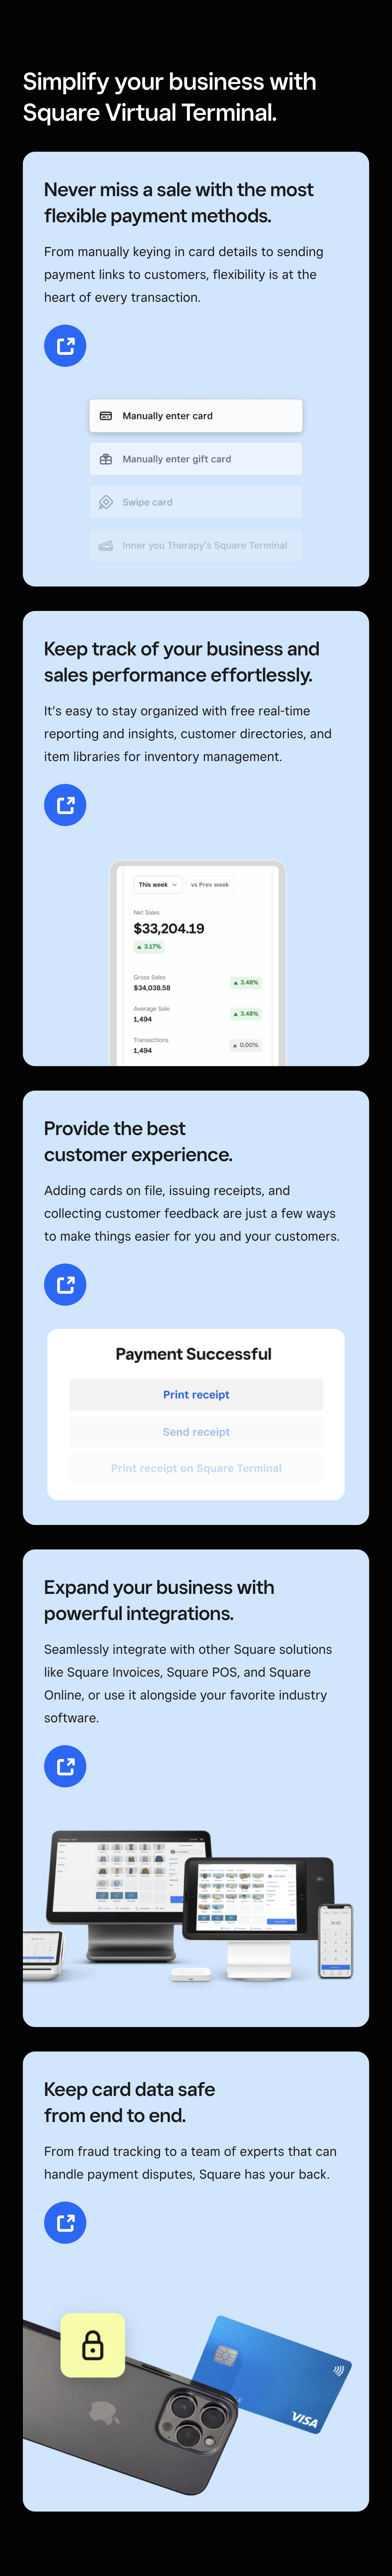 Simplify your business with
Square Virtual Terminal.
Never miss a sale with the most
flexible payment methods.
From manually keying in card details to sending
payment links to customers, flexibility is at the
heart of every transaction.
Manually enter card
Manually enter gift card
Swipe card
Inner you Therapy's Square Terminal
Keep track of your business and
sales performance effortlessly.
It's easy to stay organized with free real-time
reporting and insights, customer directories, and
item libraries for inventory management.
This week vs Prev week
Net Sales
$33,204.19
▲ 3.17%
Gross Sales
$34,038.58
▲ 3.48%
Average Sale
1,494
▲ 3.48%
Transactions
1,494
▲ 0.00%
Provide the best
customer experience.
Adding cards on file, issuing receipts, and
collecting customer feedback are just a few ways
to make things easier for you and your customers.
Payment Successful
Print receipt
Send receipt
Print receipt on Square Terminal
Expand your business with
powerful integrations.
Seamlessly integrate with other Square solutions
like Square Invoices, Square POS, and Square
Online, or use it alongside your favorite industry
software.
Keep card data safe
from end to end.
From fraud tracking to a team of experts that can
handle payment disputes, Square has your back.
VISA